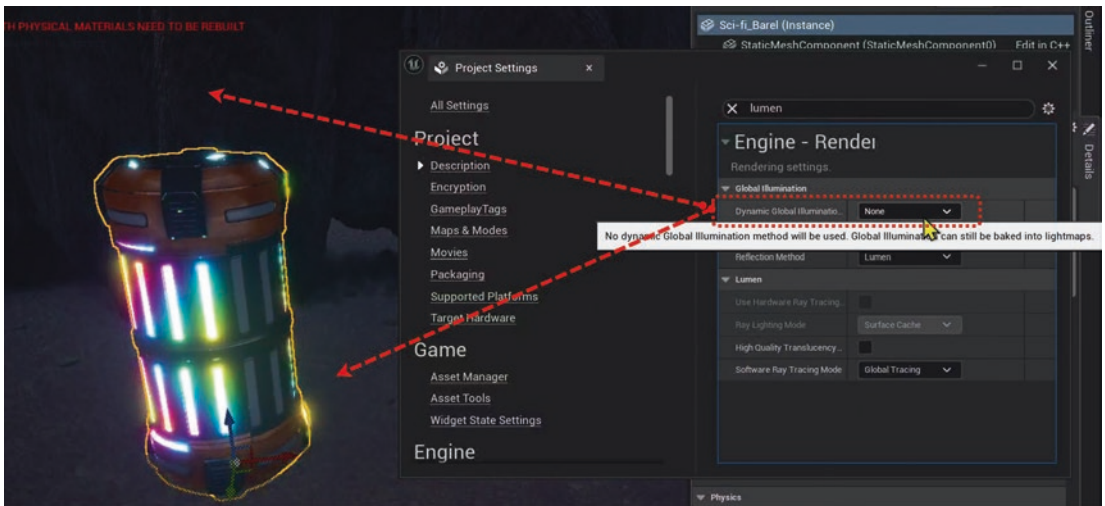 TH PHYSICAL MATERIALS NEED TO BE REBUILT
Sci-fi_Barel (Instance)
StaticMeshComponent (StaticMeshComponent0) Edit in C++
Outliner
Details
Project Settings
All Settings
Project
Description
Encryption
GameplayTags
Maps & Modes
Movies
Packaging
Supported Platforms
Target Hardware
Game
Asset Manager
Asset Tools
Widget State Settings
Engine
lumen
Engine - Render
Rendering settings.
Global Illumination
Dynamic Global Illuminatio.. None
No dynamic Global Illumination method will be used. Global Illumination can still be baked into lightmaps.
Reflection Method Lumen
Lumen
Use Hardware Ray Tracing..
Ray Lighting Mode Surface Cache
High Quality Translucency..
Software Ray Tracing Mode Global Tracing
Physics